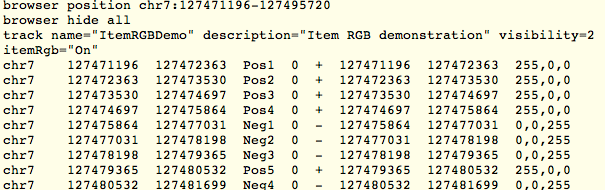 browser position chr7:127471196-127495720
browser hide all
track name="ItemRGBDemo" description="Item RGB demonstration" visibility=2
itemRgb="On"
chr7    127471196  127472363  Pos1  0  +  127471196  127472363  255,0,0
chr7    127472363  127473530  Pos2  0  +  127472363  127473530  255,0,0
chr7    127473530  127474697  Pos3  0  +  127473530  127474697  255,0,0
chr7    127474697  127475864  Pos4  0  +  127474697  127475864  255,0,0
chr7    127475864  127477031  Neg1  0  -  127475864  127477031  0,0,255
chr7    127477031  127478198  Neg2  0  -  127477031  127478198  0,0,255
chr7    127478198  127479365  Neg3  0  -  127478198  127479365  0,0,255
chr7    127479365  127480532  Pos5  0  +  127479365  127480532  255,0,0
chr7    127480532  127481699  Neg4  0  -  127480532  127481699  0,0,255